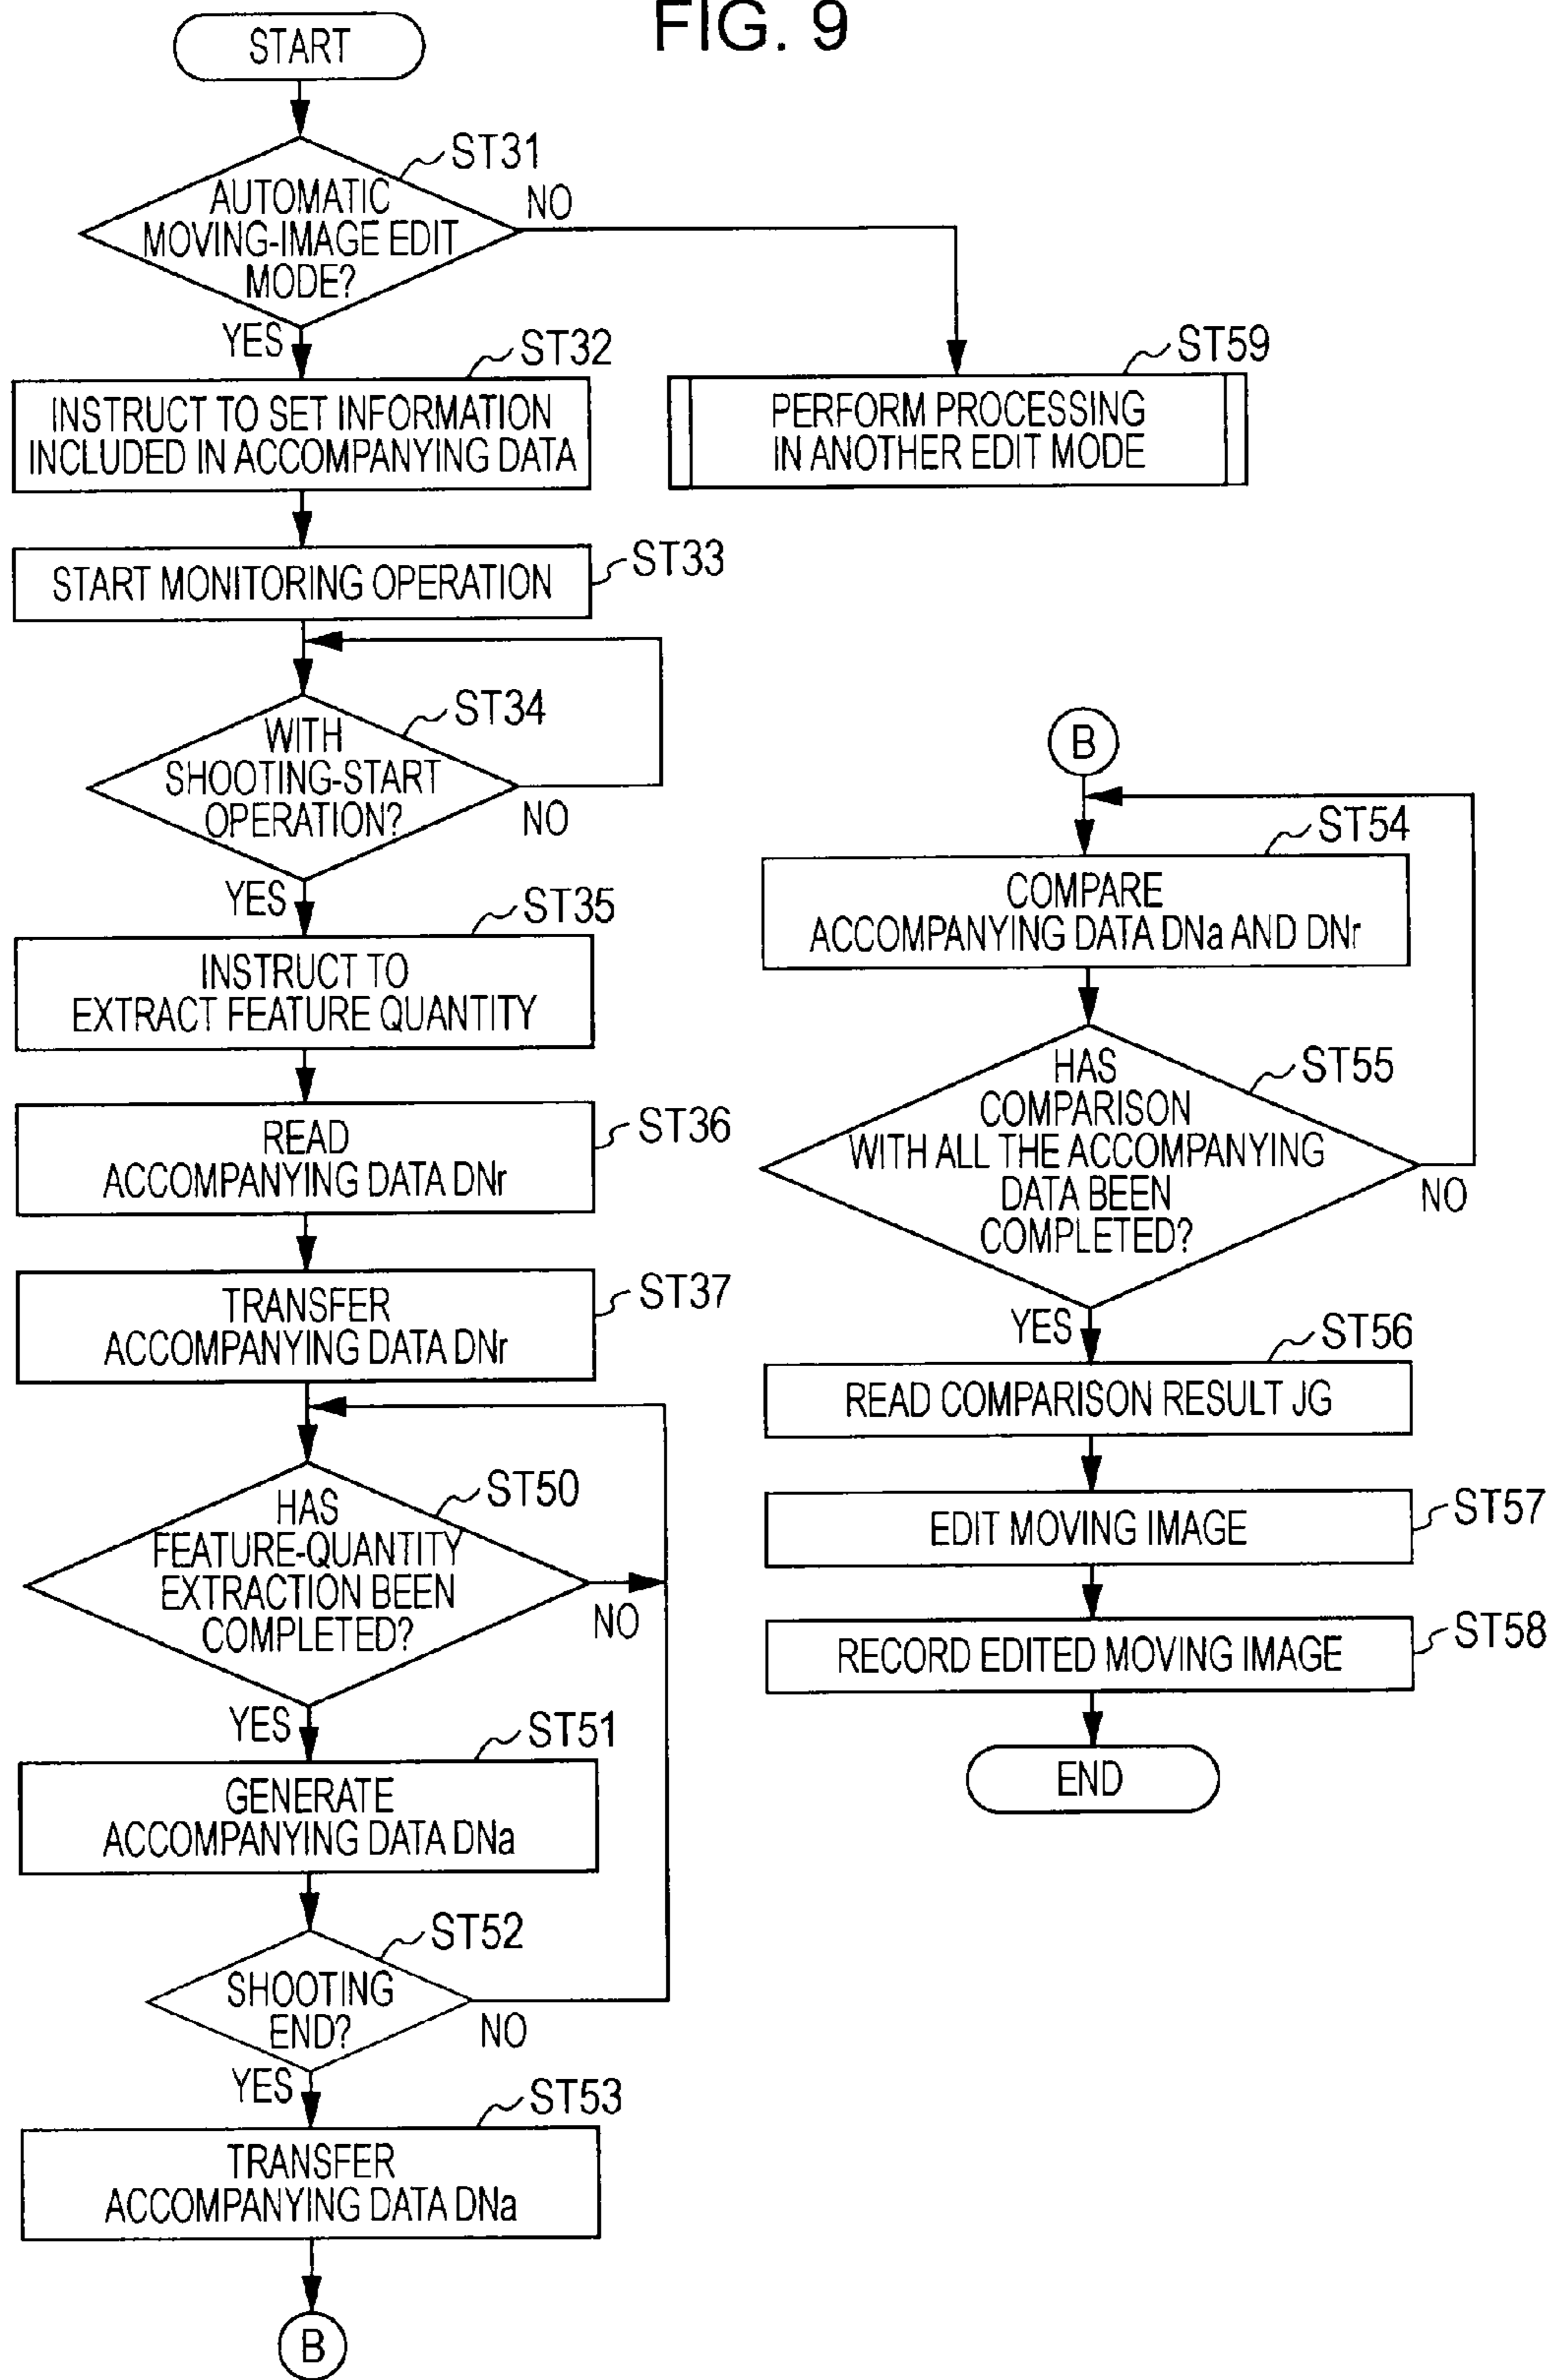 FIG. 9
START
ST31
AUTOMATIC
MOVING-IMAGE EDIT
MODE?
NO
YES
ST32
INSTRUCT TO SET INFORMATION
INCLUDED IN ACCOMPANYING DATA
ST59
PERFORM PROCESSING
IN ANOTHER EDIT MODE
START MONITORING OPERATION
ST33
ST34
WITH
SHOOTING-START
OPERATION?
NO
YES
ST35
INSTRUCT TO
EXTRACT FEATURE QUANTITY
READ
ACCOMPANYING DATA DNr
ST36
TRANSFER
ACCOMPANYING DATA DNr
ST37
ST50
HAS
FEATURE-QUANTITY
EXTRACTION BEEN
COMPLETED?
NO
YES
ST51
GENERATE
ACCOMPANYING DATA DNa
ST52
SHOOTING
END?
NO
YES
ST53
TRANSFER
ACCOMPANYING DATA DNa
B
B
ST54
COMPARE
ACCOMPANYING DATA DNa AND DNr
ST55
HAS
COMPARISON
WITH ALL THE ACCOMPANYING
DATA BEEN
COMPLETED?
NO
YES
ST56
READ COMPARISON RESULT JG
EDIT MOVING IMAGE
ST57
RECORD EDITED MOVING IMAGE
ST58
END